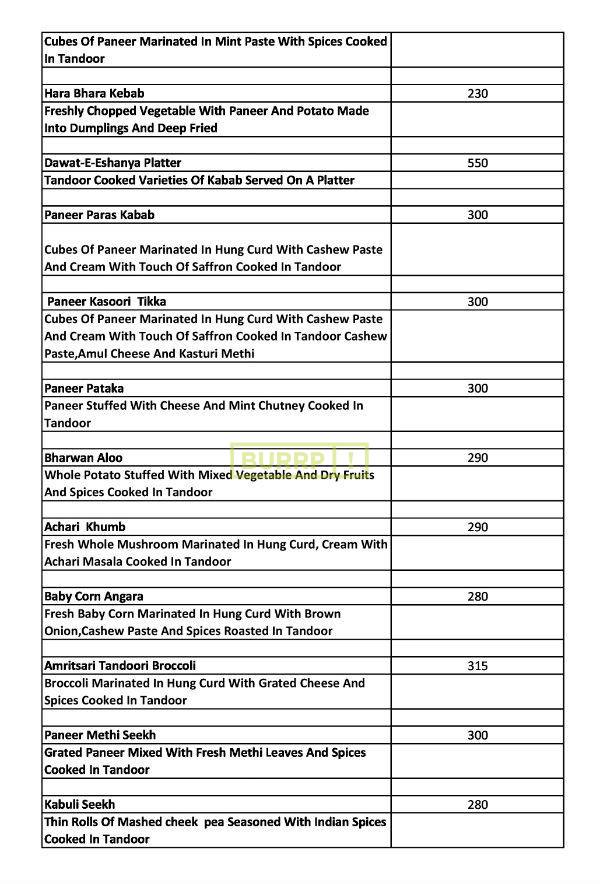 Cubes Of Paneer Marinated In Mint Paste With Spices Cooked
In Tandoor
Hara Bhara Kebab 230
Freshly Chopped Vegetable With Paneer And Potato Made
Into Dumplings And Deep Fried
Dawat-E-Eshanya Platter 550
Tandoor Cooked Varieties Of Kabab Served On A Platter
Paneer Paras Kabab 300
Cubes Of Paneer Marinated In Hung Curd With Cashew Paste
And Cream With Touch Of Saffron Cooked In Tandoor
Paneer Kasoori Tikka 300
Cubes Of Paneer Marinated In Hung Curd With Cashew Paste
And Cream With Touch Of Saffron Cooked In Tandoor Cashew
Paste,Amul Cheese And Kasturi Methi
Paneer Pataka 300
Paneer Stuffed With Cheese And Mint Chutney Cooked In
Tandoor
Bharwan Aloo 290
BURRP!
Whole Potato Stuffed With Mixed Vegetable And Dry Fruits
And Spices Cooked In Tandoor
Achari Khumb 290
Fresh Whole Mushroom Marinated In Hung Curd, Cream With
Achari Masala Cooked In Tandoor
Baby Corn Angara 280
Fresh Baby Corn Marinated In Hung Curd With Brown
Onion,Cashew Paste And Spices Roasted In Tandoor
Amritsari Tandoori Broccoli 315
Broccoli Marinated In Hung Curd With Grated Cheese And
Spices Cooked In Tandoor
Paneer Methi Seekh 300
Grated Paneer Mixed With Fresh Methi Leaves And Spices
Cooked In Tandoor
Kabuli Seekh 280
Thin Rolls Of Mashed cheek pea Seasoned With Indian Spices
Cooked In Tandoor